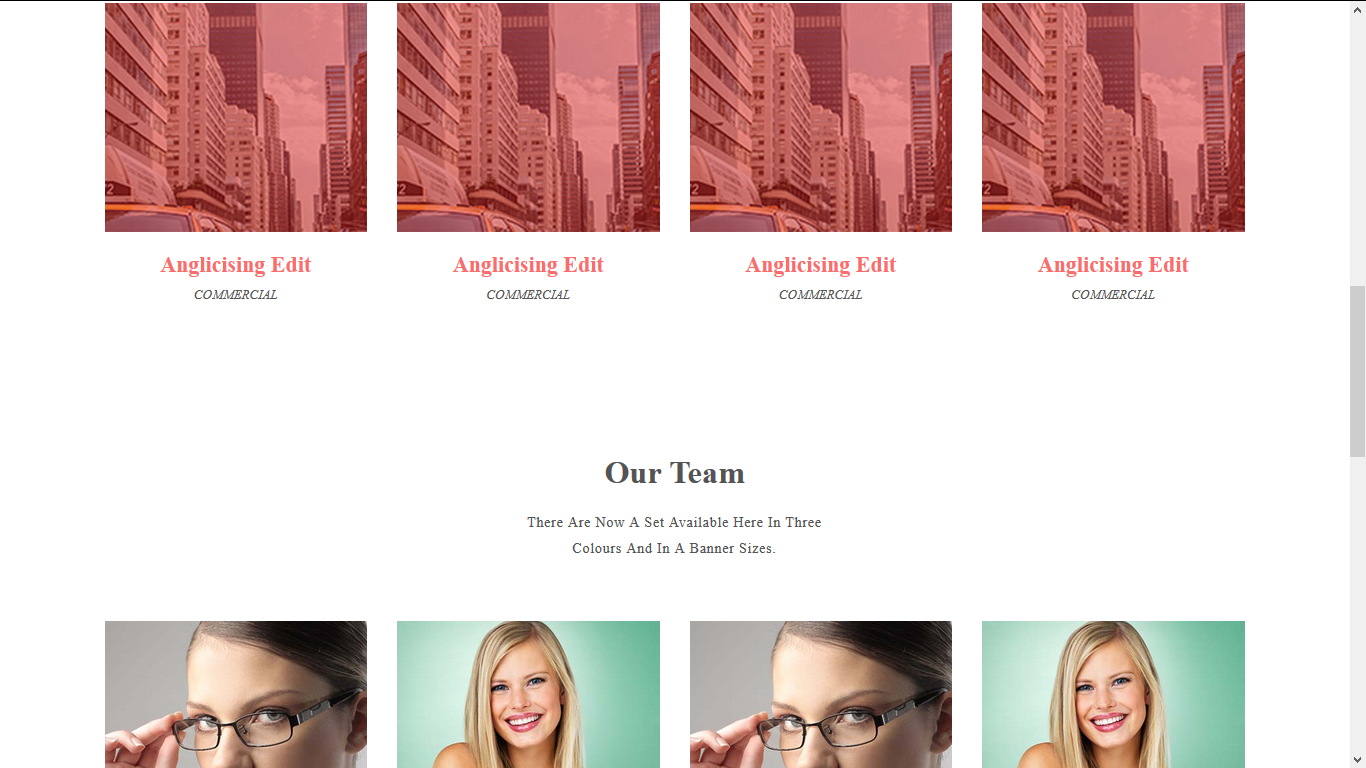 Anglicising Edit Anglicising Edit Anglicising Edit Anglicising Edit
COMMERCIAL COMMERCIAL COMMERCIAL COMMERCIAL
Our Team
There Are Now A Set Available Here In Three
Colours And In A Banner Sizes.